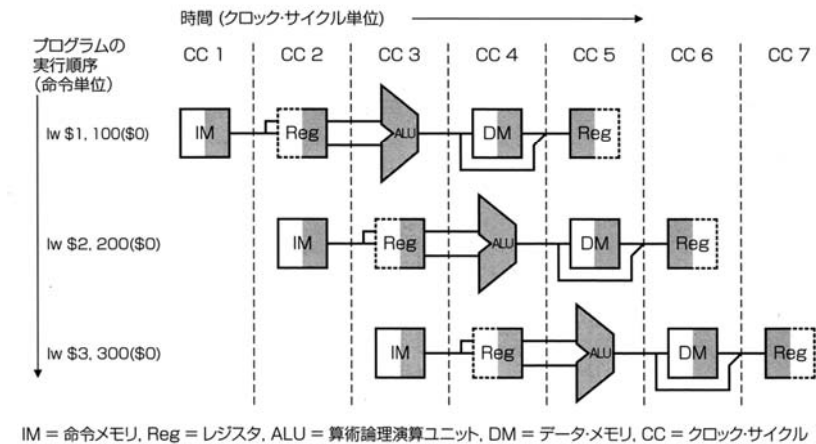 時間 (クロック・サイクル単位)
プログラムの
実行順序
(命令単位)
CC 1 CC 2 CC 3 CC 4 CC 5 CC 6 CC 7
lw $1, 100($0)
IM Reg ALU DM Reg
lw $2, 200($0)
IM Reg ALU DM Reg
lw $3, 300($0)
IM Reg ALU DM Reg
IM = 命令メモリ, Reg = レジスタ, ALU = 算術論理演算ユニット, DM = データ・メモリ, CC = クロック・サイクル